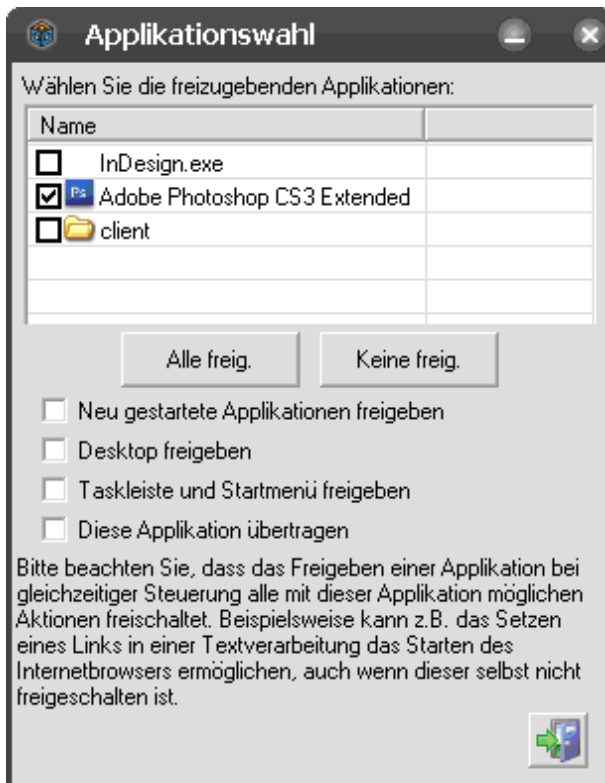 Applikationswahl
Wählen Sie die freizugebenden Applikationen:
Name
InDesign.exe
Ps Adobe Photoshop CS3 Extended
client
Alle freig. Keine freig.
Neu gestartete Applikationen freigeben
Desktop freigeben
Taskleiste und Startmenü freigeben
Diese Applikation übertragen
Bitte beachten Sie, dass das Freigeben einer Applikation bei
gleichzeitiger Steuerung alle mit dieser Applikation möglichen
Aktionen freischaltet. Beispielsweise kann z.B. das Setzen
eines Links in einer Textverarbeitung das Starten des
Internetbrowsers ermöglichen, auch wenn dieser selbst nicht
freigeschalten ist.